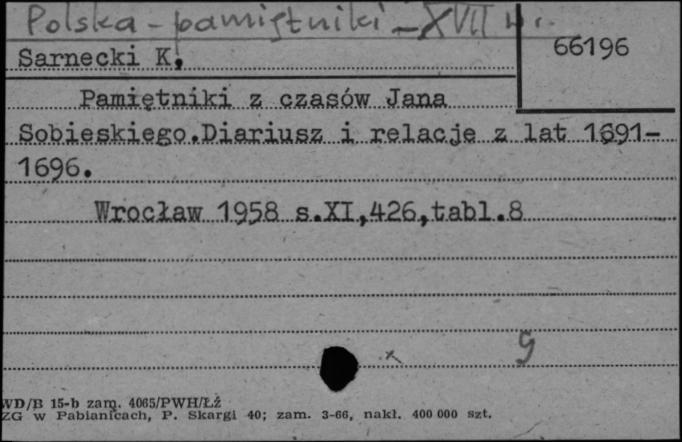 Polska - pamiętniki - XVII w.
66196
Sarnecki K,
Pamiętniki z czasów Jana
Sobieskiego.Diariusz i relacje z lat 1691-
1696.
Wrocław 1958 s.XI,426,tabl.8
x
9
WD/B 15-b zam. 4065/PWH/ŁŻ
ZG w Pabianicach, P. Skargi 40; zam. 3-66, nakł. 400 000 szt.